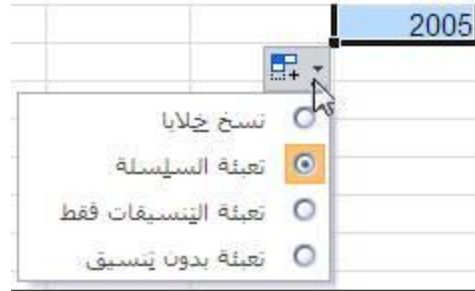 2005
نسخ خلايا
تعبئة السلسلة
تعبئة التنسيقات فقط
تعبئة بدون تنسيق